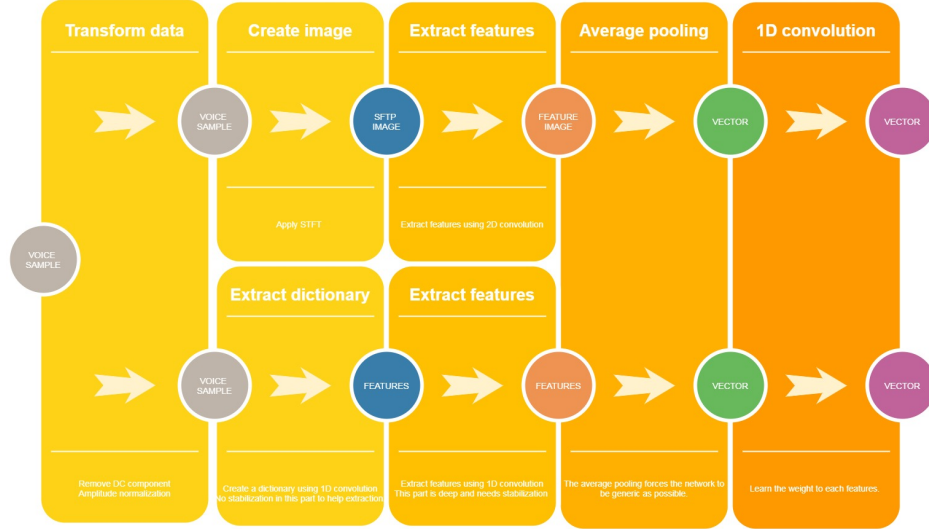 Transform data
Create image
Extract features
Average pooling
1D convolution
VOICE
SAMPLE
SFTP
IMAGE
FEATURE
IMAGE
VECTOR
VECTOR
Apply STFT
Extract features using 2D convolution
VOICE
SAMPLE
Extract dictionary
Extract features
VOICE
SAMPLE
FEATURES
FEATURES
VECTOR
VECTOR
Remove DC component
Amplitude normalization
Create a dictionary using 1D convolution
No stabilization in this part to help extraction
Extract features using 1D convolution
This part is deep and needs stabilization
The average pooling forces the network to
be generic as possible.
Learn the weight to each features.